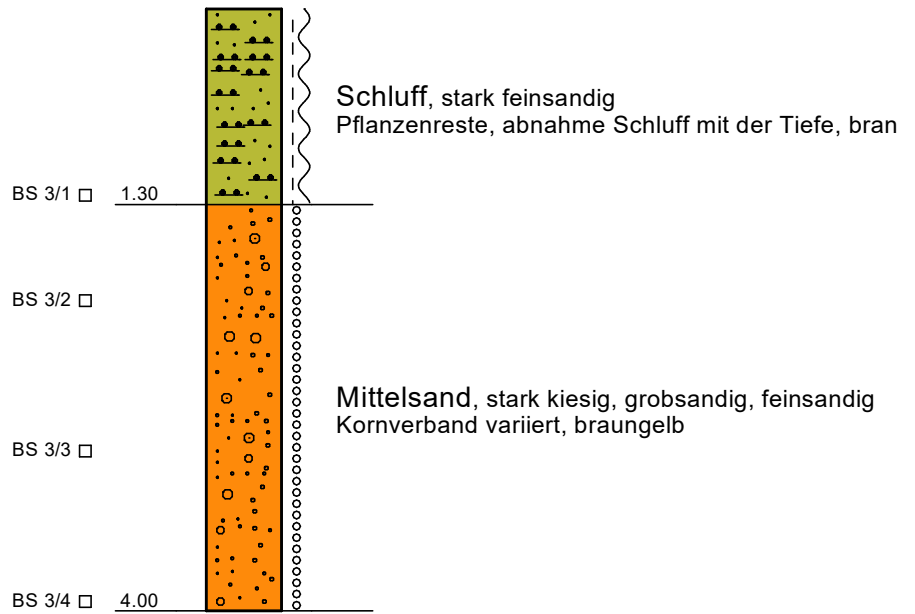 Schluff, stark feinsandig
Pflanzenreste, abnahme Schluff mit der Tiefe, bran
BS 3/1 1.30
BS 3/2
Mittelsand, stark kiesig, grobsandig, feinsandig
Kornverband variiert, braungelb
BS 3/3
BS 3/4 4.00